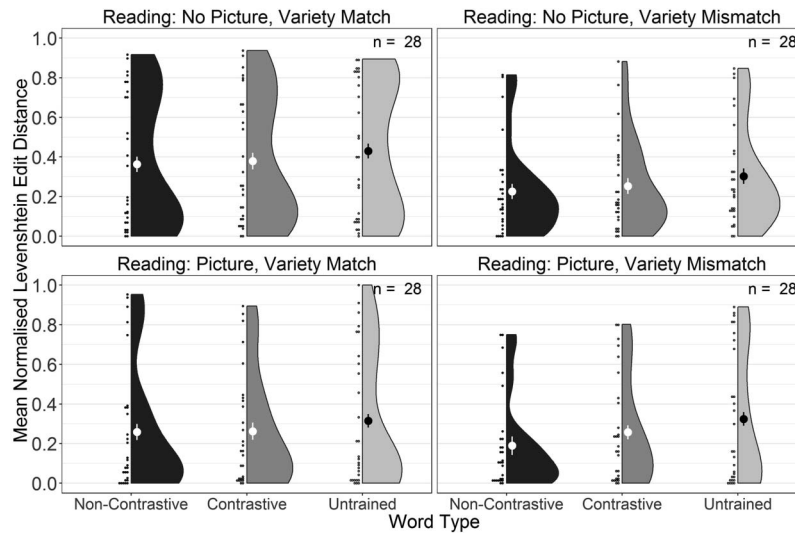 Reading: No Picture, Variety Match
Reading: No Picture, Variety Mismatch
n = 28
n = 28
1.0
0.8
0.6
0.4
0.2
0.0
Reading: Picture, Variety Match
Reading: Picture, Variety Mismatch
n = 28
n = 28
1.0
0.8
0.6
0.4
0.2
0.0
Mean Normalised Levenshtein Edit Distance
Non-Contrastive Contrastive Untrained
Non-Contrastive Contrastive Untrained
Word Type